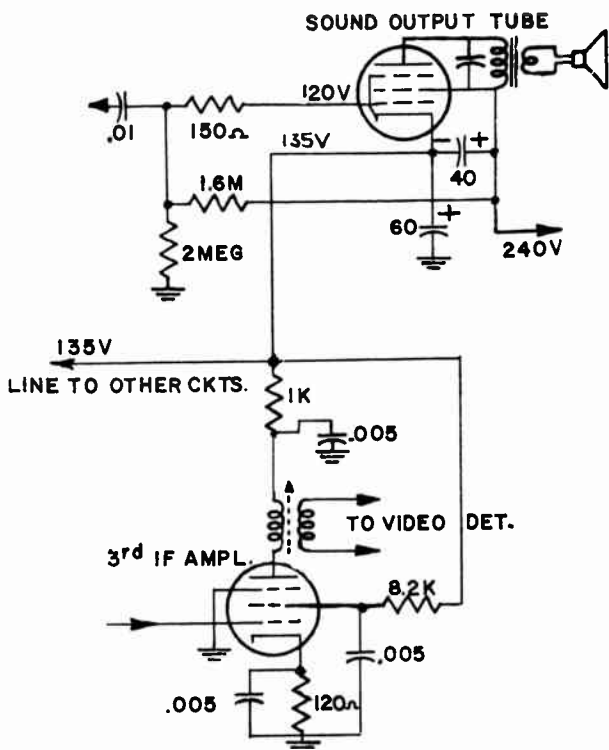 SOUND OUTPUT TUBE
120V
.01
150Ω
135V
- +
40
1.6M
+
60
2MEG
240V
135V
LINE TO OTHER CKTS.
1K
.005
TO VIDEO DET.
3rd IF AMPL.
8.2K
.005
.005
120Ω